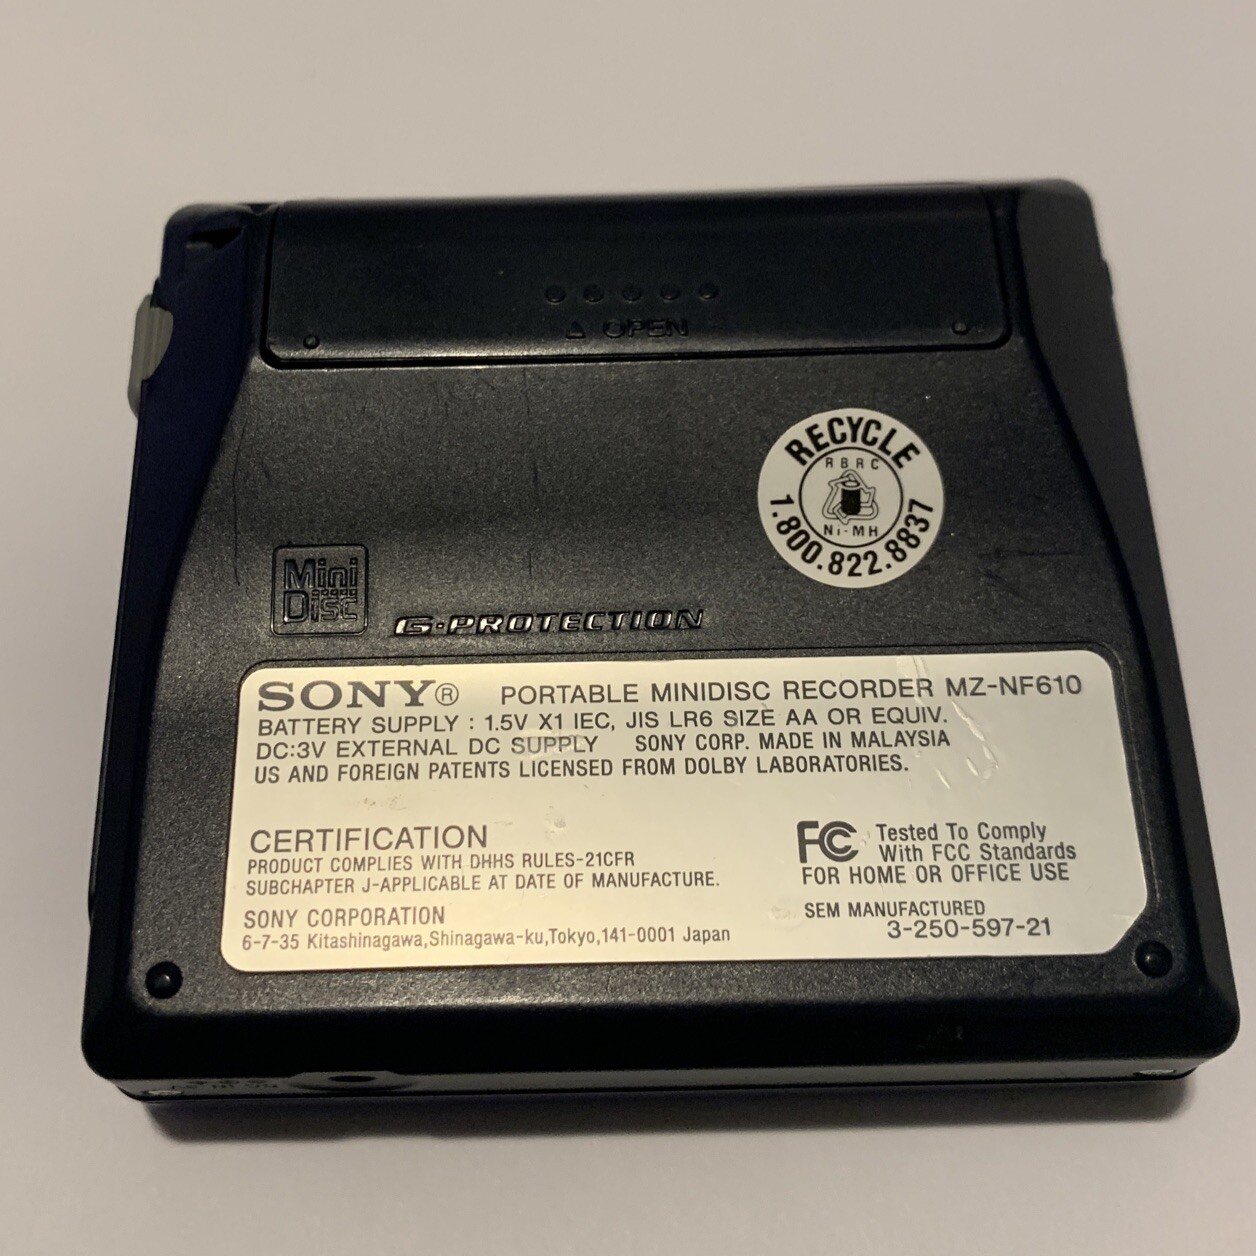 △ OPEN
RECYCLE
RBRC
Ni-MH
1.800.822.8837
Mini
Disc
G-PROTECTION
SONY® PORTABLE MINIDISC RECORDER MZ-NF610
BATTERY SUPPLY : 1.5V X1 IEC, JIS LR6 SIZE AA OR EQUIV.
DC:3V EXTERNAL DC SUPPLY SONY CORP. MADE IN MALAYSIA
US AND FOREIGN PATENTS LICENSED FROM DOLBY LABORATORIES.
CERTIFICATION
PRODUCT COMPLIES WITH DHHS RULES-21CFR
SUBCHAPTER J-APPLICABLE AT DATE OF MANUFACTURE.
SONY CORPORATION
6-7-35 Kitashinagawa,Shinagawa-ku,Tokyo,141-0001 Japan
FC Tested To Comply
With FCC Standards
FOR HOME OR OFFICE USE
SEM MANUFACTURED
3-250-597-21